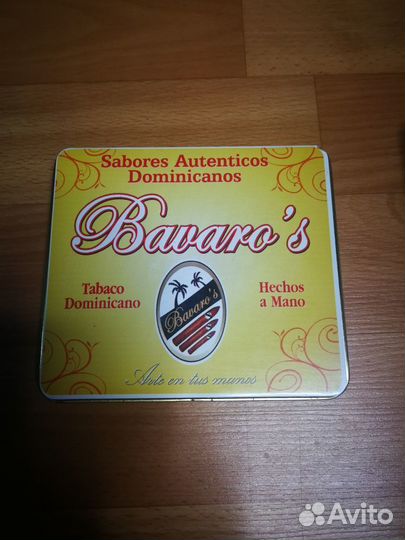 Sabores Autenticos
Dominicanos
Bavaro's
Tabaco
Dominicano
Hechos
a Mano
Bavaro's
Arte en tus manos
Avito